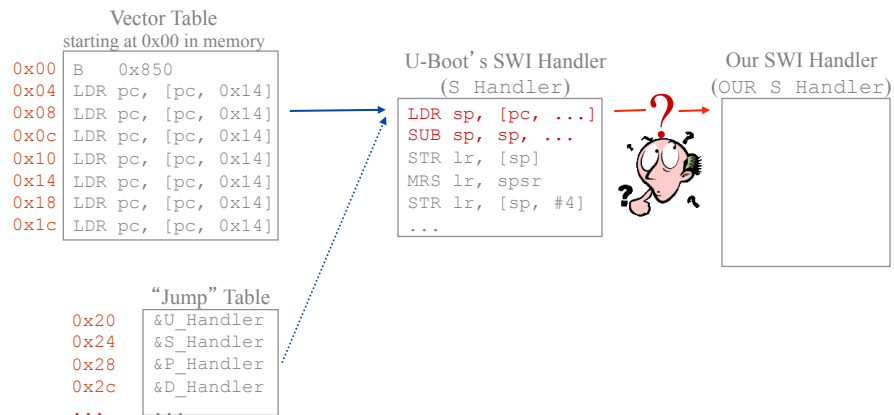 Vector Table
starting at 0x00 in memory
0x00 B 0x850
0x04 LDR pc, [pc, 0x14]
0x08 LDR pc, [pc, 0x14]
0x0c LDR pc, [pc, 0x14]
0x10 LDR pc, [pc, 0x14]
0x14 LDR pc, [pc, 0x14]
0x18 LDR pc, [pc, 0x14]
0x1c LDR pc, [pc, 0x14]
U-Boot's SWI Handler
(S Handler)
LDR sp, [pc, ...]
SUB sp, sp, ...
STR lr, [sp]
MRS lr, spsr
STR lr, [sp, #4]
...
?
?
?
?
?
Our SWI Handler
(OUR S Handler)
“Jump” Table
0x20 &U_Handler
0x24 &S_Handler
0x28 &P_Handler
0x2c &D_Handler
... ...